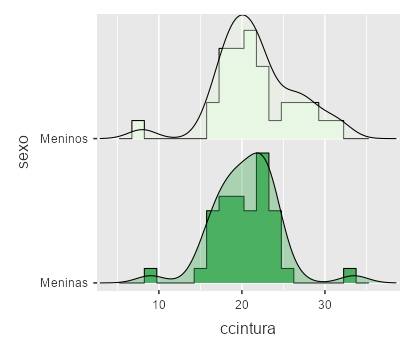 sexo
Meninos
Meninas
10 20 30
ccintura